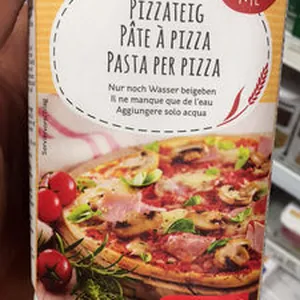 PIZZATEIG
PÂTE À PIZZA
PASTA PER PIZZA
Nur noch Wasser beigeben
Il ne manque que de l'eau
Aggiungere solo acqua